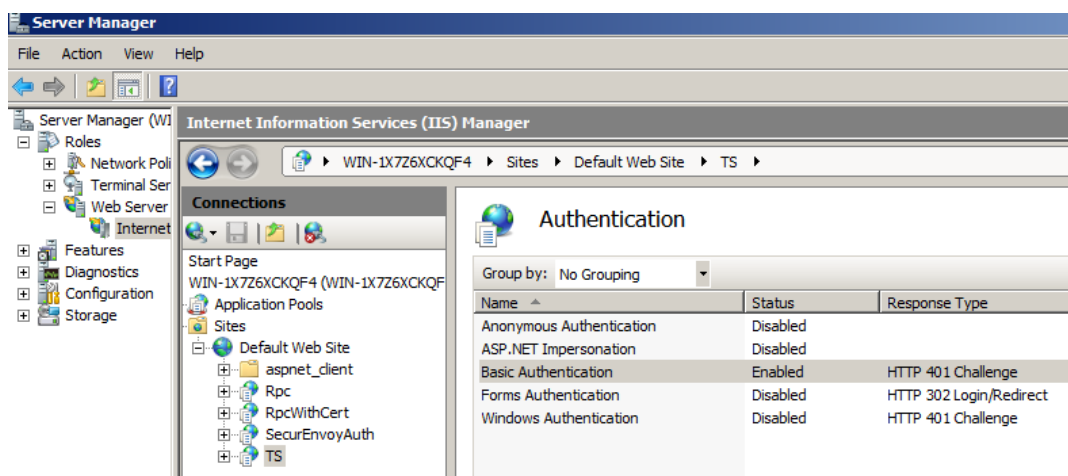 Server Manager
File Action View Help
Server Manager (WI
Roles
Network Poli
Terminal Ser
Web Server
Internet
Features
Diagnostics
Configuration
Storage
Internet Information Services (IIS) Manager
WIN-1X7Z6XCKQF4 Sites Default Web Site TS
Connections
Start Page
WIN-1X7Z6XCKQF4 (WIN-1X7Z6XCKQF
Application Pools
Sites
Default Web Site
aspnet_client
Rpc
RpcWithCert
SecurEnvoyAuth
TS
Authentication
Group by: No Grouping
Name Status Response Type
Anonymous Authentication Disabled
ASP.NET Impersonation Disabled
Basic Authentication Enabled HTTP 401 Challenge
Forms Authentication Disabled HTTP 302 Login/Redirect
Windows Authentication Disabled HTTP 401 Challenge